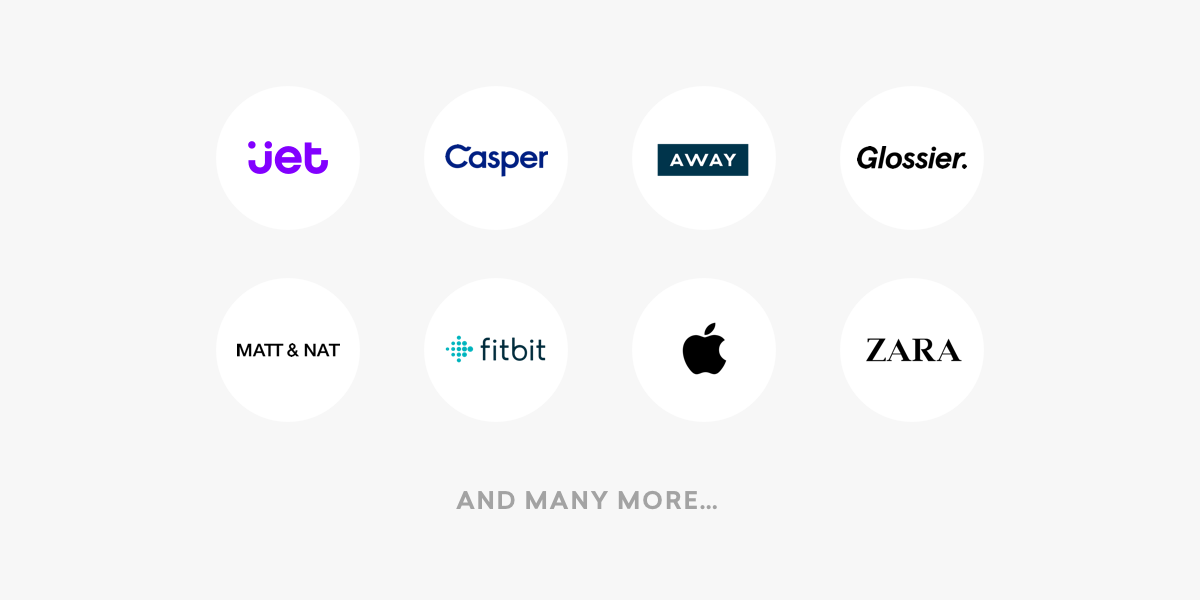 jet
Casper
AWAY
Glossier.
MATT & NAT
fitbit
ZARA
AND MANY MORE...